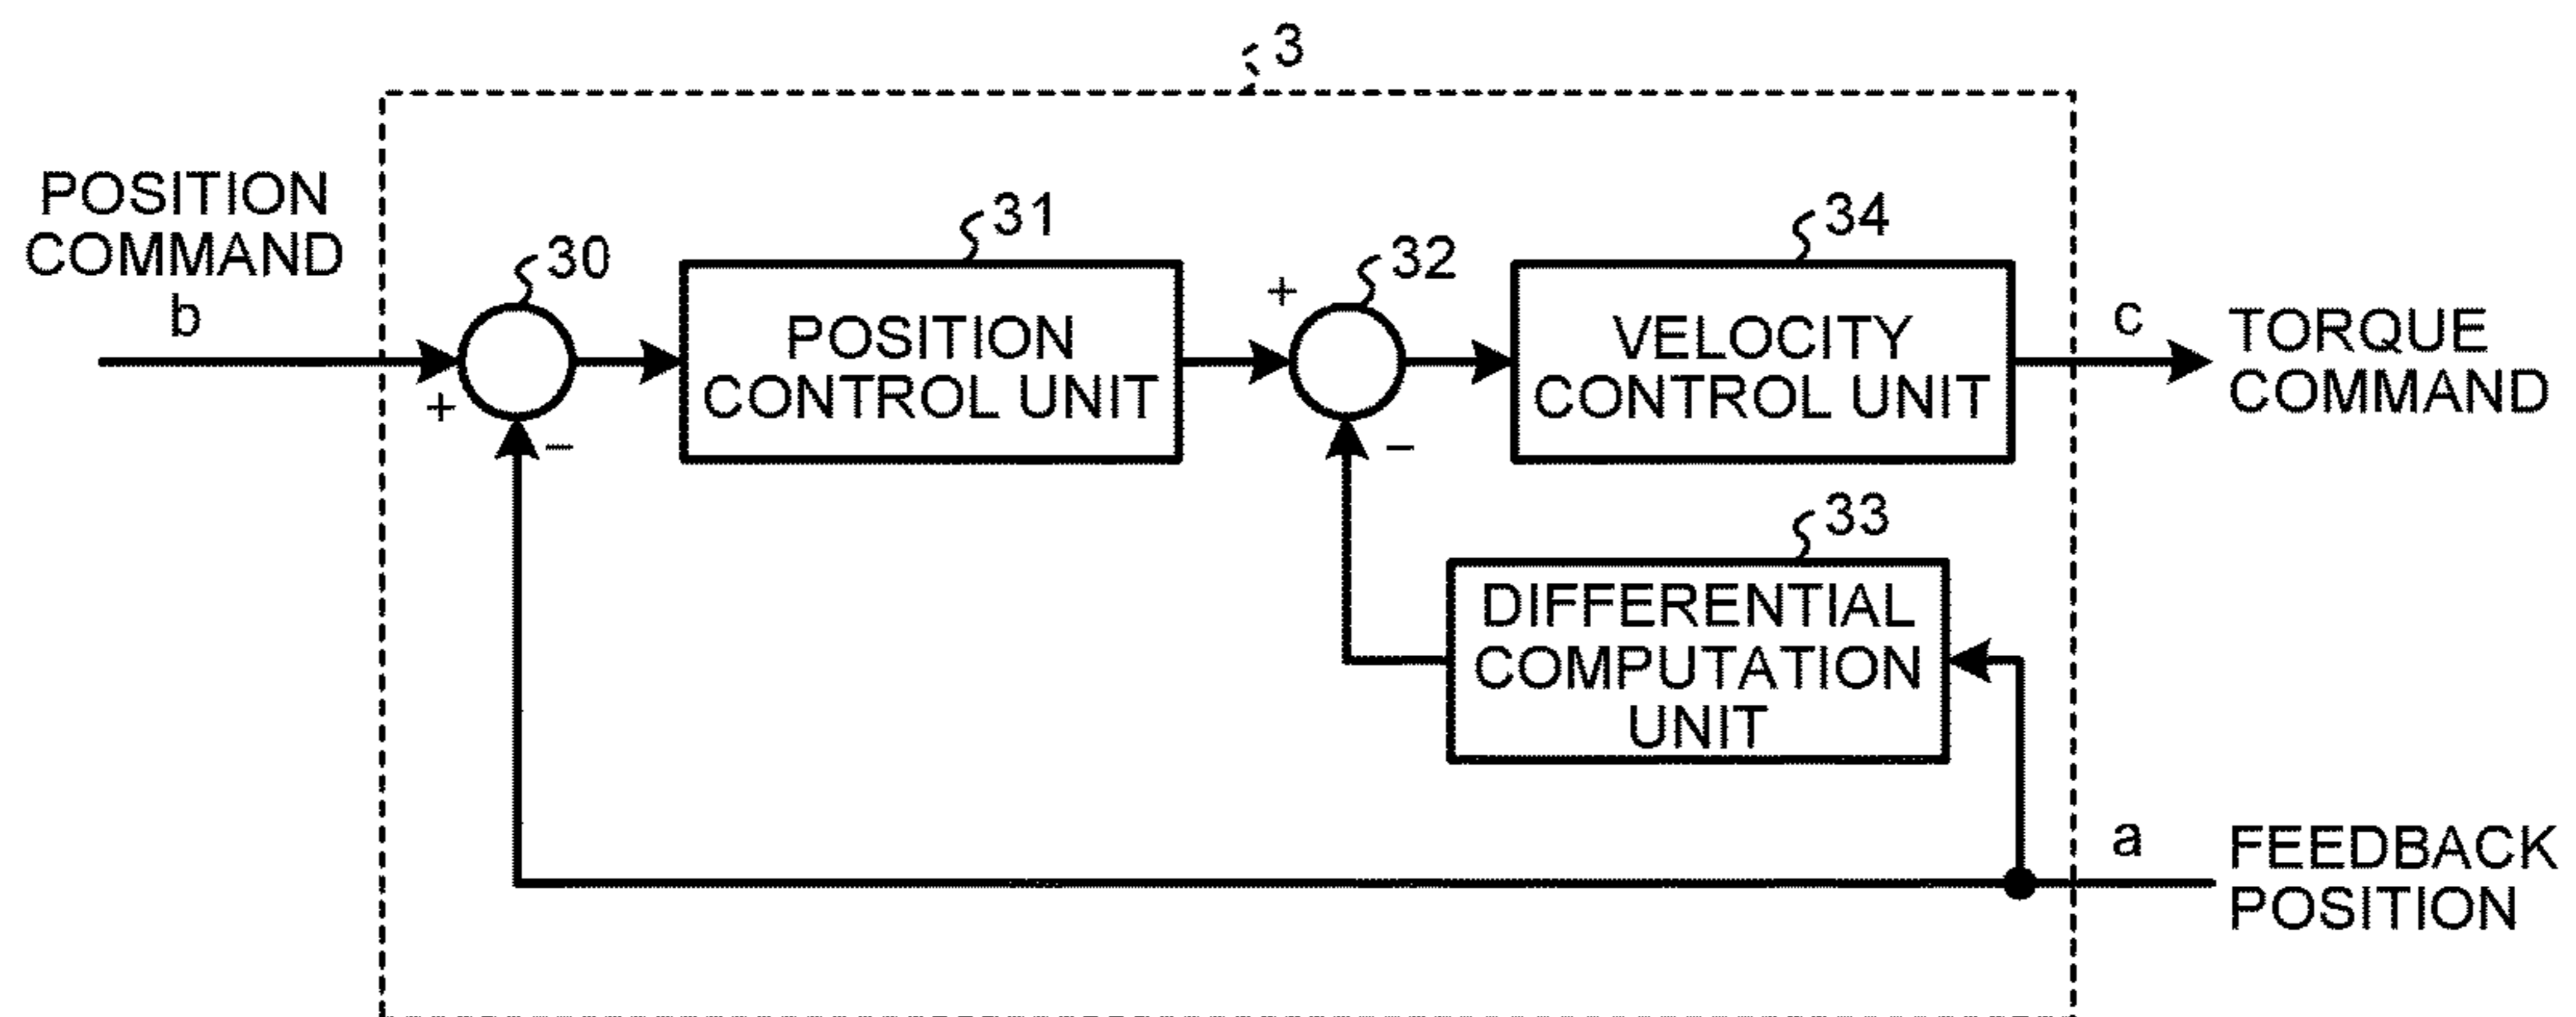 3
POSITION
COMMAND
b
30
31
32
34
+
+
−
−
POSITION
CONTROL UNIT
VELOCITY
CONTROL UNIT
c
TORQUE
COMMAND
33
DIFFERENTIAL
COMPUTATION
UNIT
a
FEEDBACK
POSITION